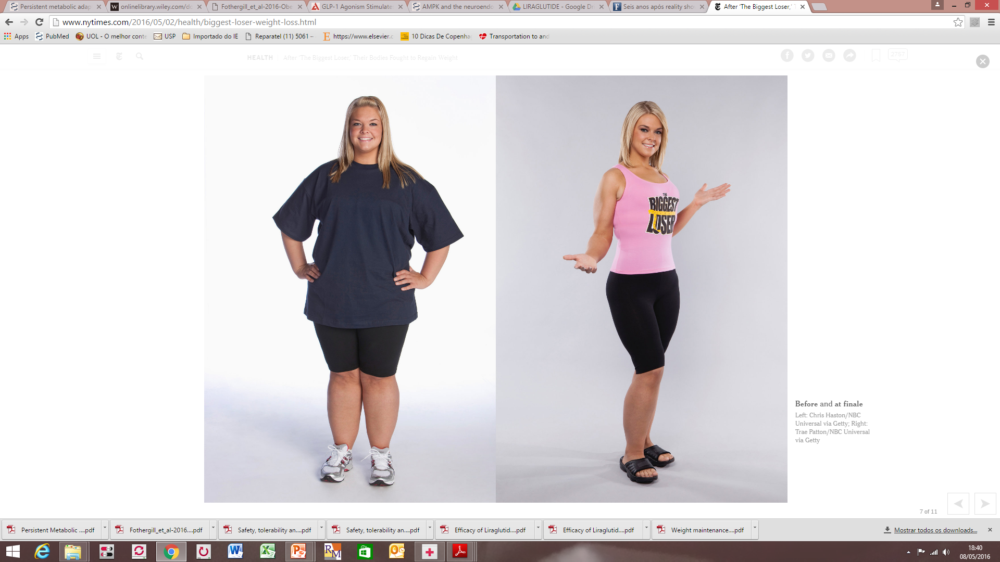 Persistent metabolic adap
onlinelibrary.wiley.com/do
Fothergill_et_al-2016-Obe
GLP-1 Agonism Stimulate
AMPK and the neuroendo
LIRAGLUTIDE - Google Dr
Seis anos após reality sho
After 'The Biggest Loser,' T
www.nytimes.com/2016/05/02/health/biggest-loser-weight-loss.html
Apps
PubMed
UOL - O melhor conte
USP
Importado do IE
Reparatel (11) 5061 –
https://www.elsevier.c
10 Dicas De Copenha
Transportation to and
HEALTH
After 'The Biggest Loser,' Their Bodies Fought to Regain Weight
2757
THE
BIGGEST
LOSER
Before and at finale
Left: Chris Haston/NBC
Universal via Getty; Right:
Trae Patton/NBC Universal
via Getty
7 of 11
Persistent Metabolic ....pdf
Fothergill_et_al-2016....pdf
Safety, tolerability an....pdf
Safety, tolerability an....pdf
Efficacy of Liraglutid....pdf
Efficacy of Liraglutid....pdf
Weight maintenance....pdf
Mostrar todos os downloads...
RM
18:40
08/05/2016